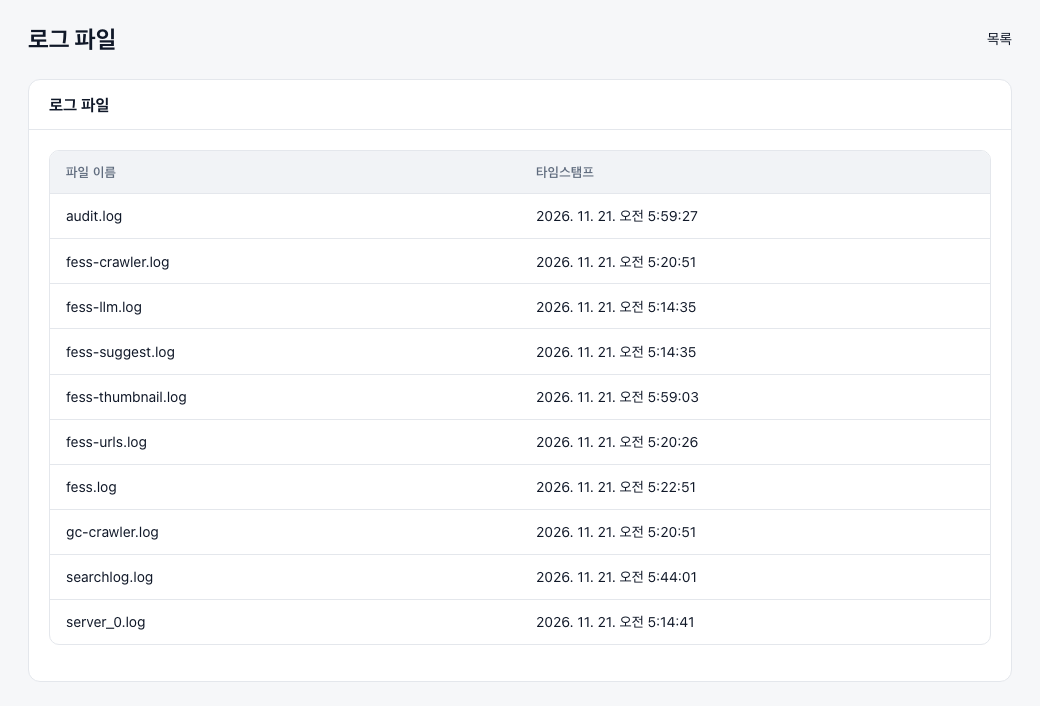 로그 파일
목록
로그 파일
파일 이름 타임스탬프
audit.log 2026. 11. 21. 오전 5:59:27
fess-crawler.log 2026. 11. 21. 오전 5:20:51
fess-llm.log 2026. 11. 21. 오전 5:14:35
fess-suggest.log 2026. 11. 21. 오전 5:14:35
fess-thumbnail.log 2026. 11. 21. 오전 5:59:03
fess-urls.log 2026. 11. 21. 오전 5:20:26
fess.log 2026. 11. 21. 오전 5:22:51
gc-crawler.log 2026. 11. 21. 오전 5:20:51
searchlog.log 2026. 11. 21. 오전 5:44:01
server_0.log 2026. 11. 21. 오전 5:14:41